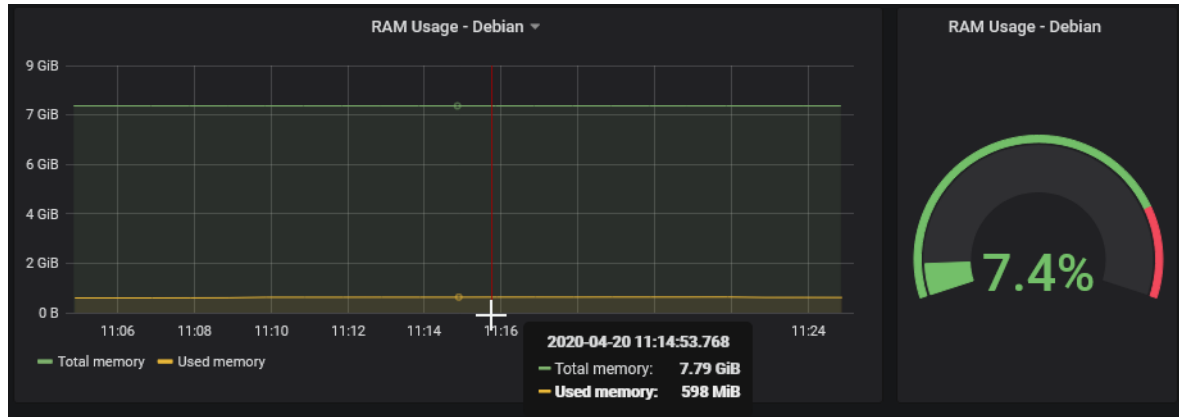 RAM Usage - Debian
9 GiB
7 GiB
6 GiB
4 GiB
2 GiB
0 B
11:06 11:08 11:10 11:12 11:14 11:16 11:24
Total memory Used memory
2020-04-20 11:14:53.768
Total memory: 7.79 GiB
Used memory: 598 MiB
RAM Usage - Debian
7.4%